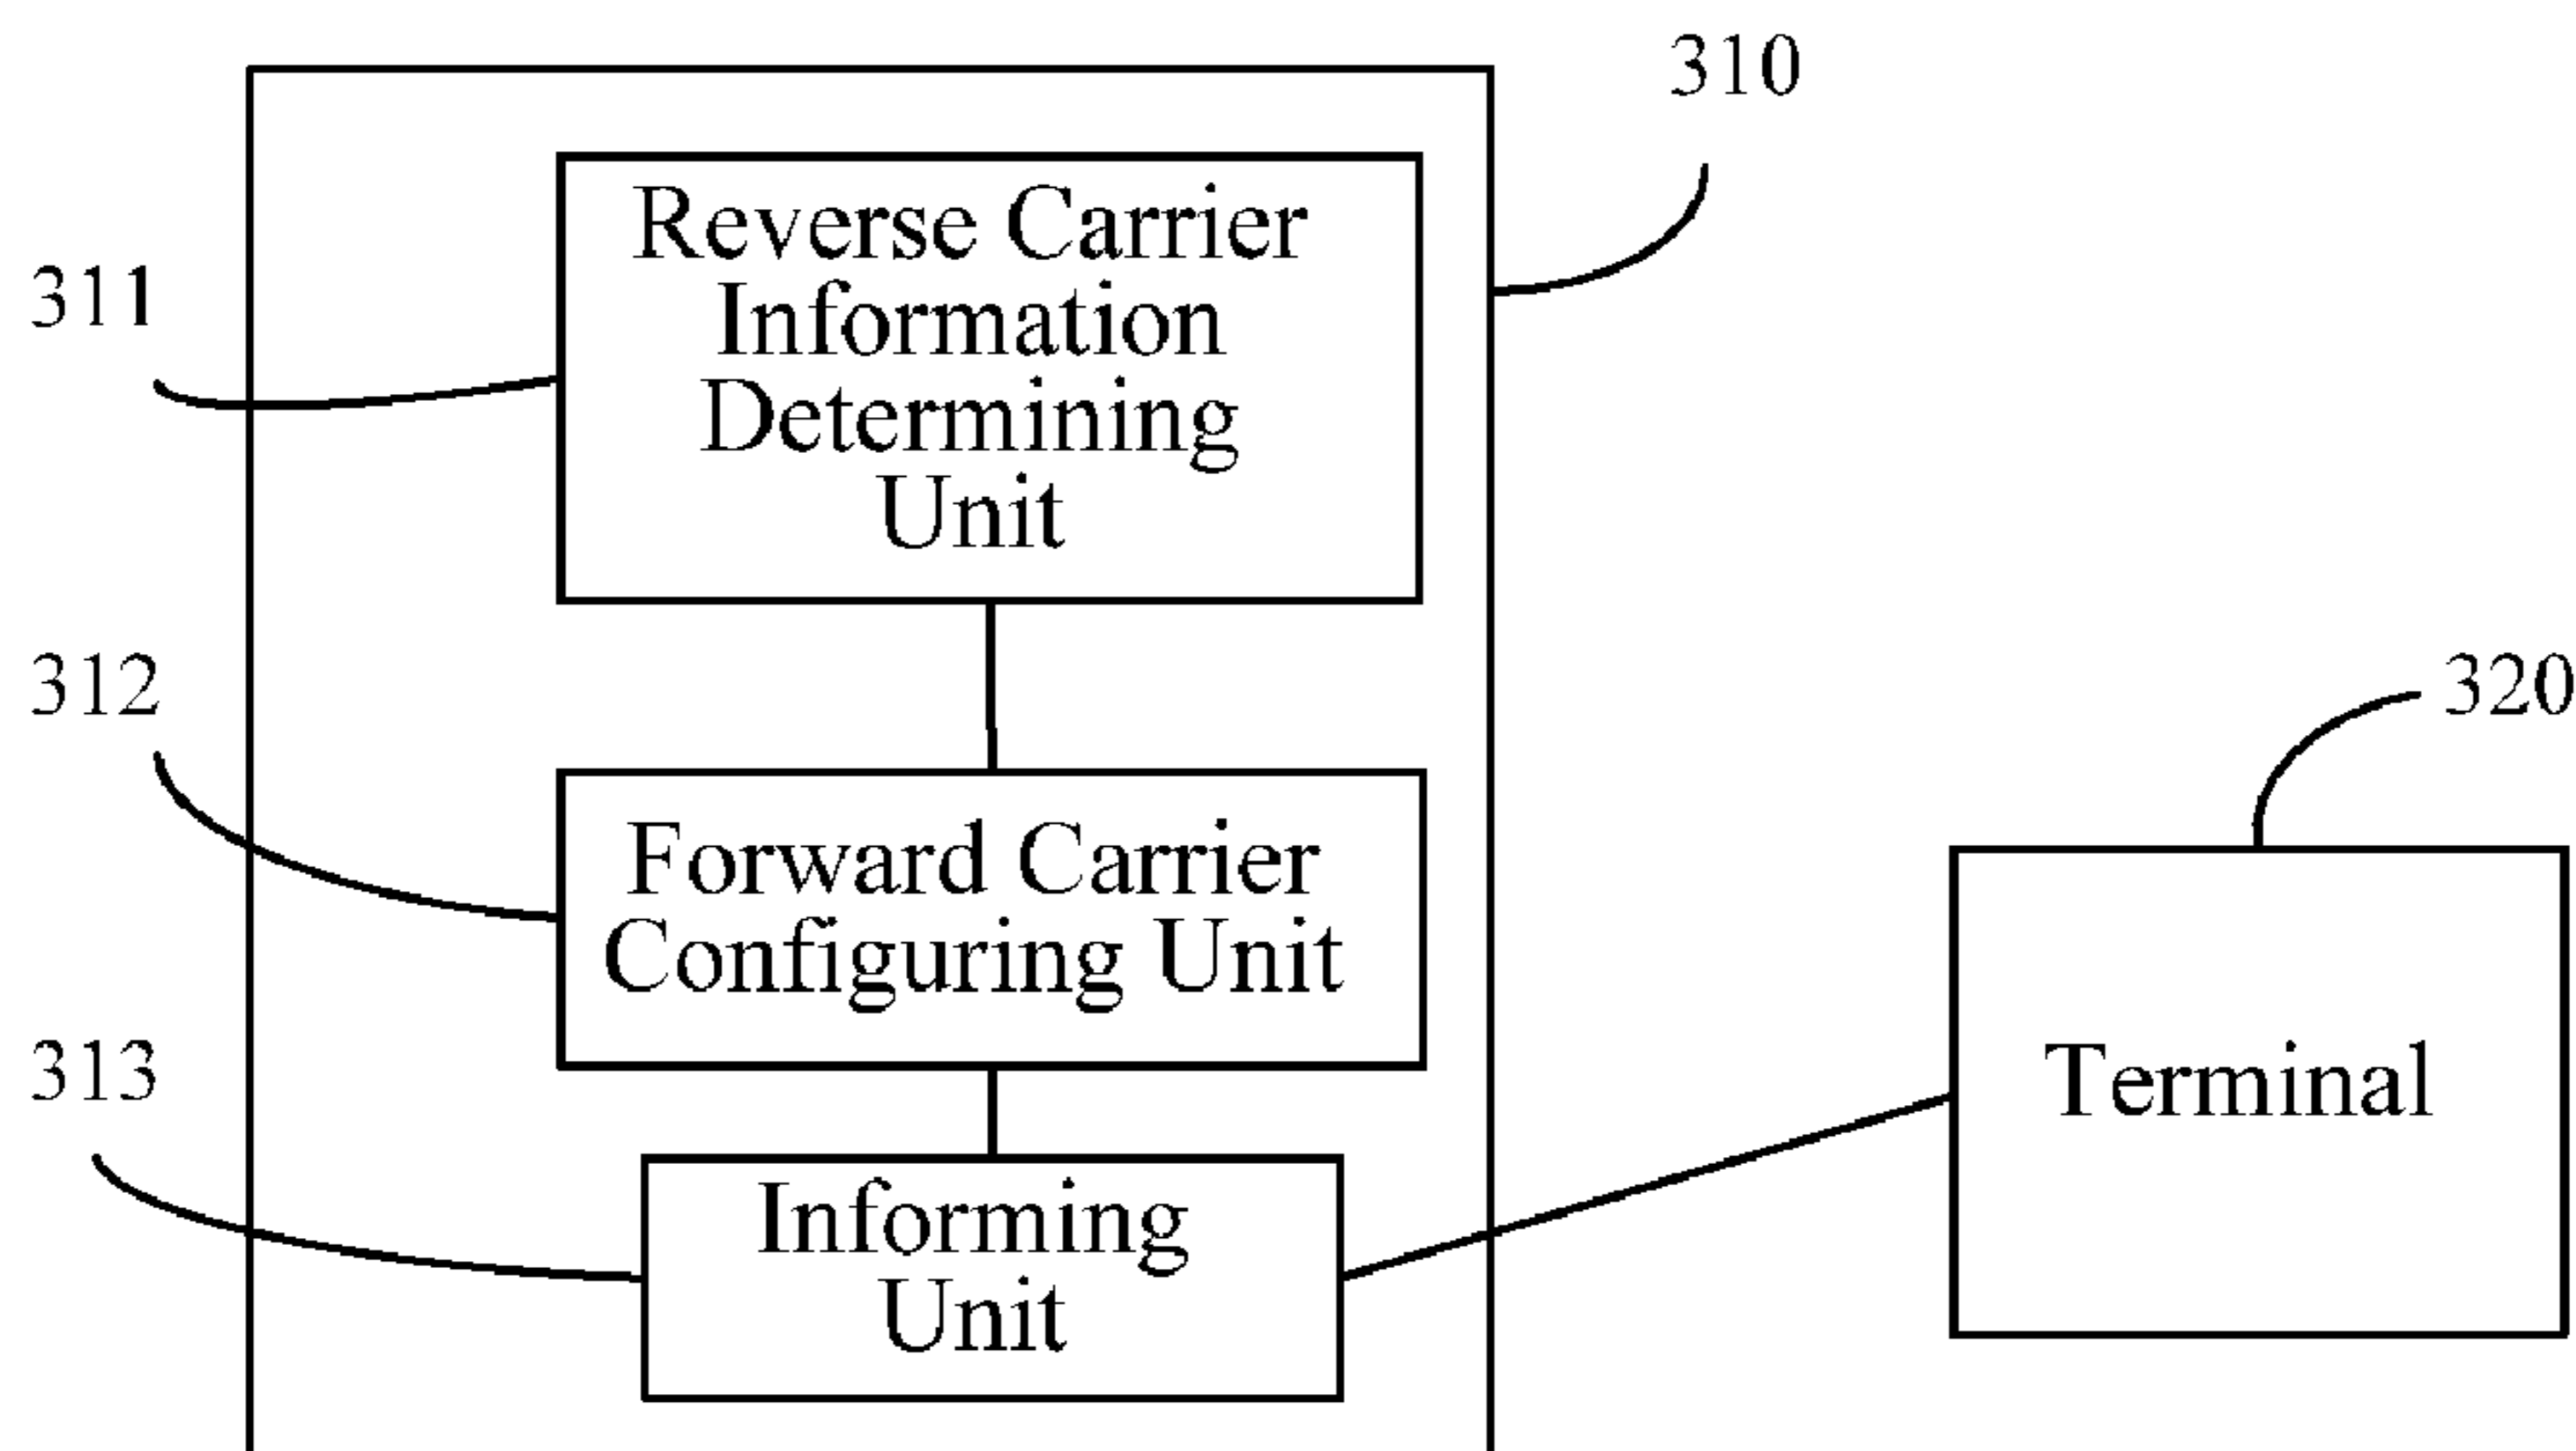 310
Reverse Carrier
Information
Determining
Unit
311
312
320
Forward Carrier
Configuring Unit
313
Terminal
Informing
Unit